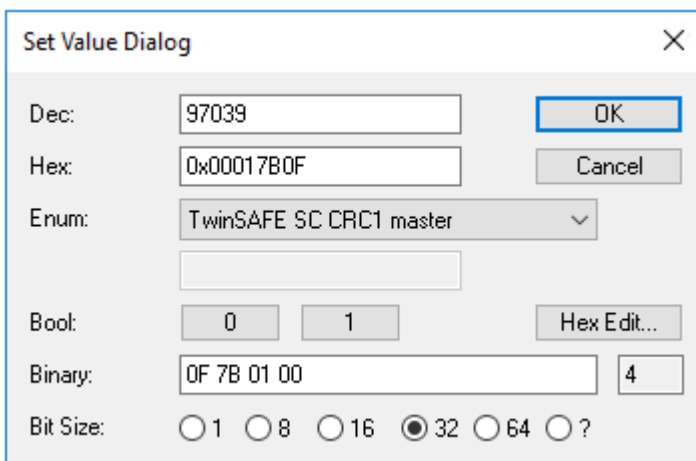 Set Value Dialog
Dec: 97039 OK
Hex: 0x00017B0F Cancel
Enum: TwinSAFE SC CRC1 master
Bool: 0 1 Hex Edit...
Binary: 0F 7B 01 00 4
Bit Size: 1 8 16 32 64 ?